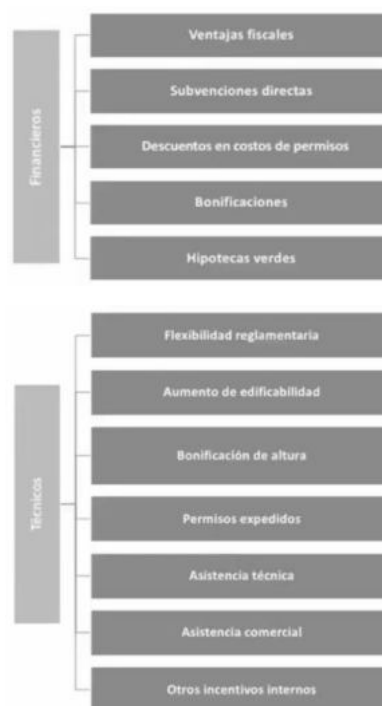 Financieros
Ventajas fiscales
Subvenciones directas
Descuentos en costos de permisos
Bonificaciones
Hipotecas verdes
Técnicos
Flexibilidad reglamentaria
Aumento de edificabilidad
Bonificación de altura
Permisos expedidos
Asistencia técnica
Asistencia comercial
Otros incentivos internos